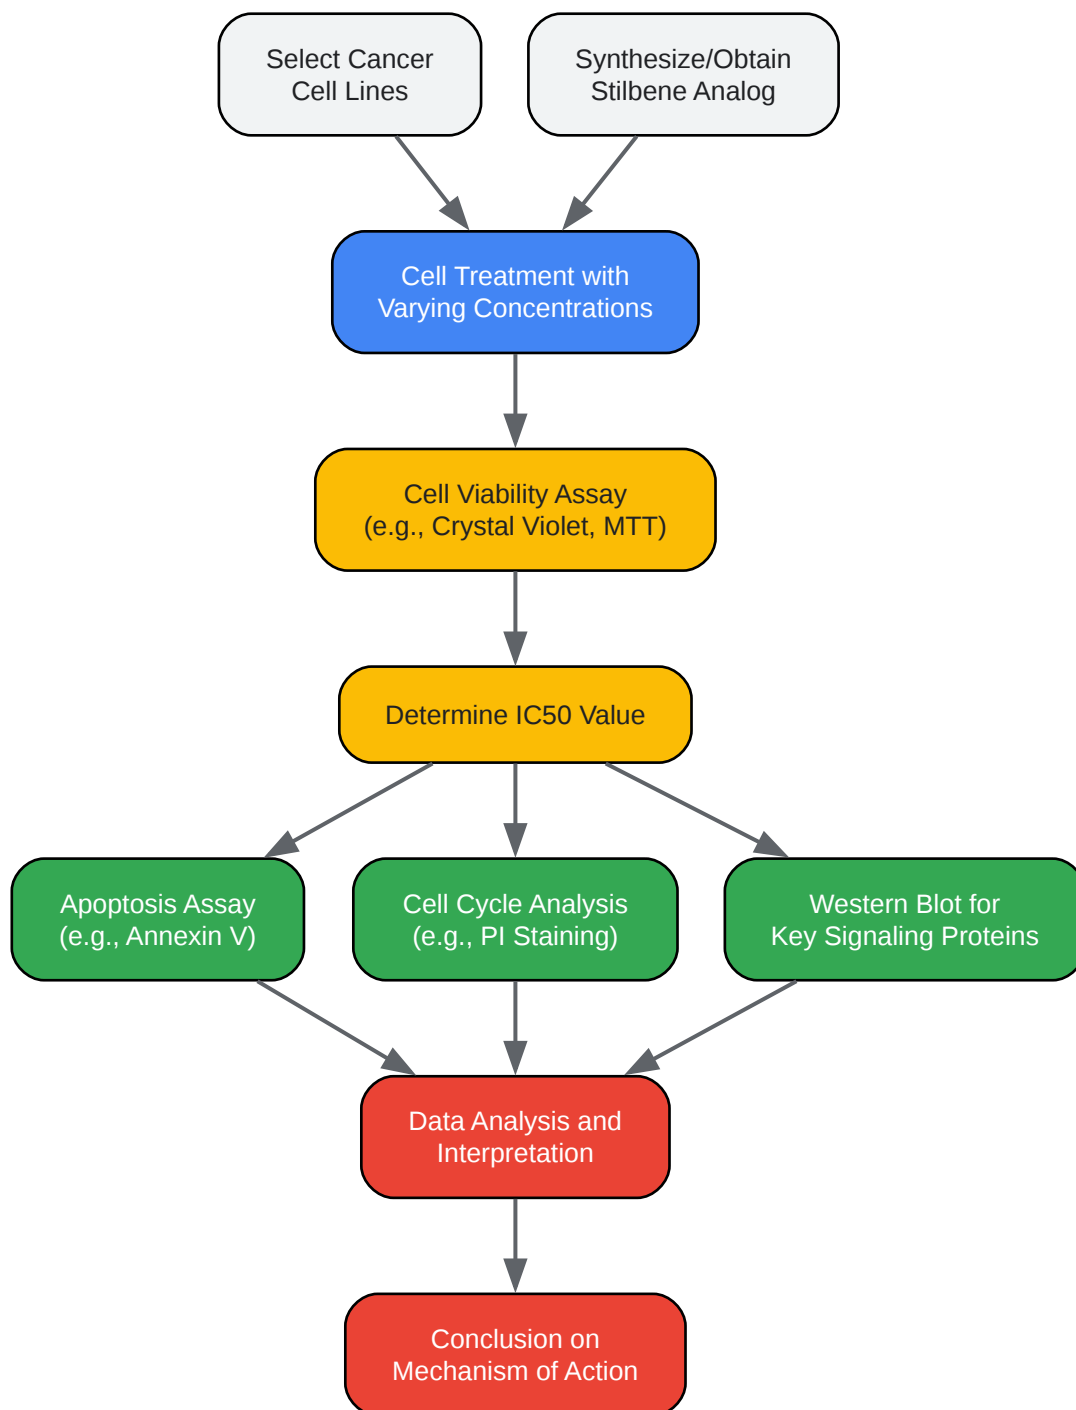 Select Cancer
Cell Lines
Synthesize/Obtain
Stilbene Analog
Cell Treatment with
Varying Concentrations
Cell Viability Assay
(e.g., Crystal Violet, MTT)
Determine IC50 Value
Apoptosis Assay
(e.g., Annexin V)
Cell Cycle Analysis
(e.g., PI Staining)
Western Blot for
Key Signaling Proteins
Data Analysis and
Interpretation
Conclusion on
Mechanism of Action